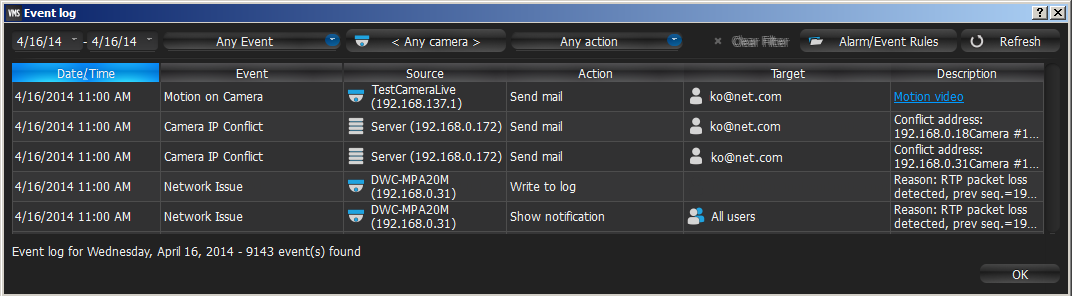 VMS Event log ? X
4/16/14 - 4/16/14 Any Event < Any camera > Any action Clear Filter Alarm/Event Rules Refresh
Date/Time Event Source Action Target Description
4/16/2014 11:00 AM Motion on Camera TestCameraLive (192.168.137.1) Send mail ko@net.com Motion video
4/16/2014 11:00 AM Camera IP Conflict Server (192.168.0.172) Send mail ko@net.com Conflict address: 192.168.0.18Camera #1...
4/16/2014 11:00 AM Camera IP Conflict Server (192.168.0.172) Send mail ko@net.com Conflict address: 192.168.0.31Camera #1...
4/16/2014 11:00 AM Network Issue DWC-MPA20M (192.168.0.31) Write to log Reason: RTP packet loss detected, prev seq.=19...
4/16/2014 11:00 AM Network Issue DWC-MPA20M (192.168.0.31) Show notification All users Reason: RTP packet loss detected, prev seq.=19...
Event log for Wednesday, April 16, 2014 - 9143 event(s) found
OK